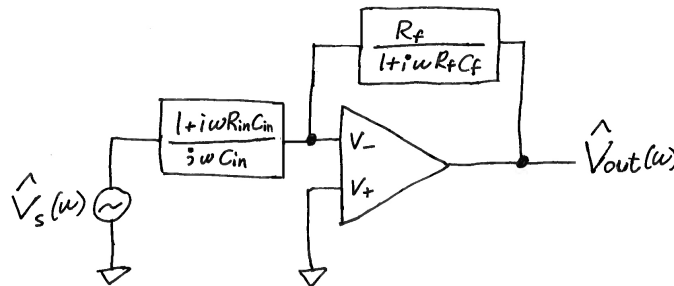 R_f
1+iωR_fC_f
1+iωR_inC_in
iωC_in
V_-
V_+
V̂_s(ω)
V̂_out(ω)